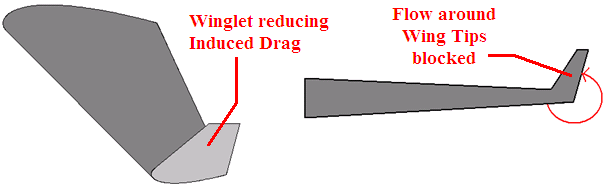 Winglet reducing
Induced Drag
Flow around
Wing Tips
blocked